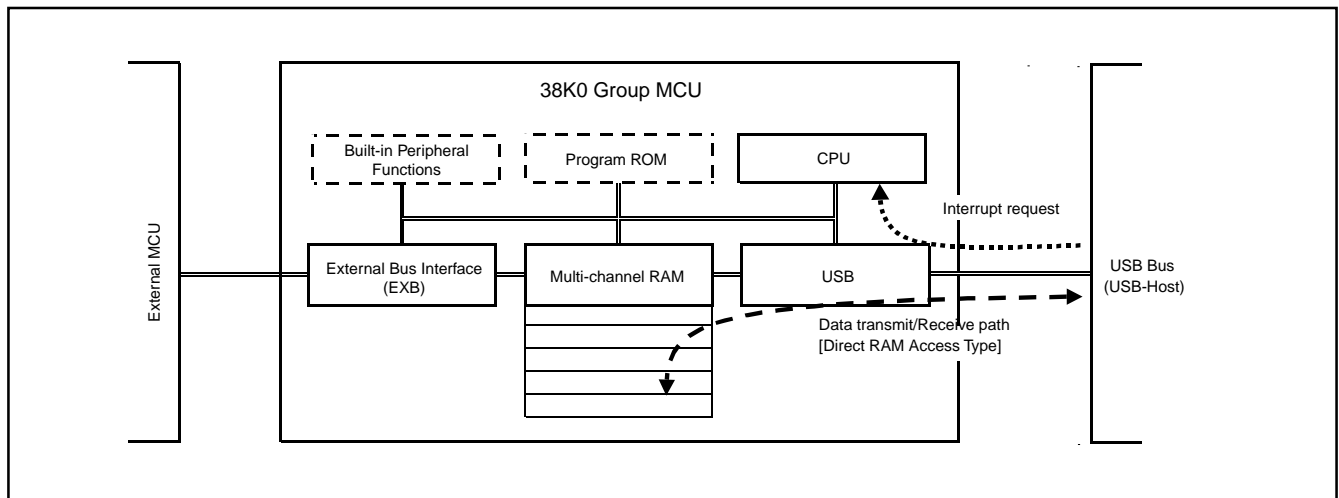 38K0 Group MCU
Built-in Peripheral
Functions
Program ROM
CPU
Interrupt request
External MCU
External Bus Interface
(EXB)
Multi-channel RAM
USB
USB Bus
(USB-Host)
Data transmit/Receive path
[Direct RAM Access Type]